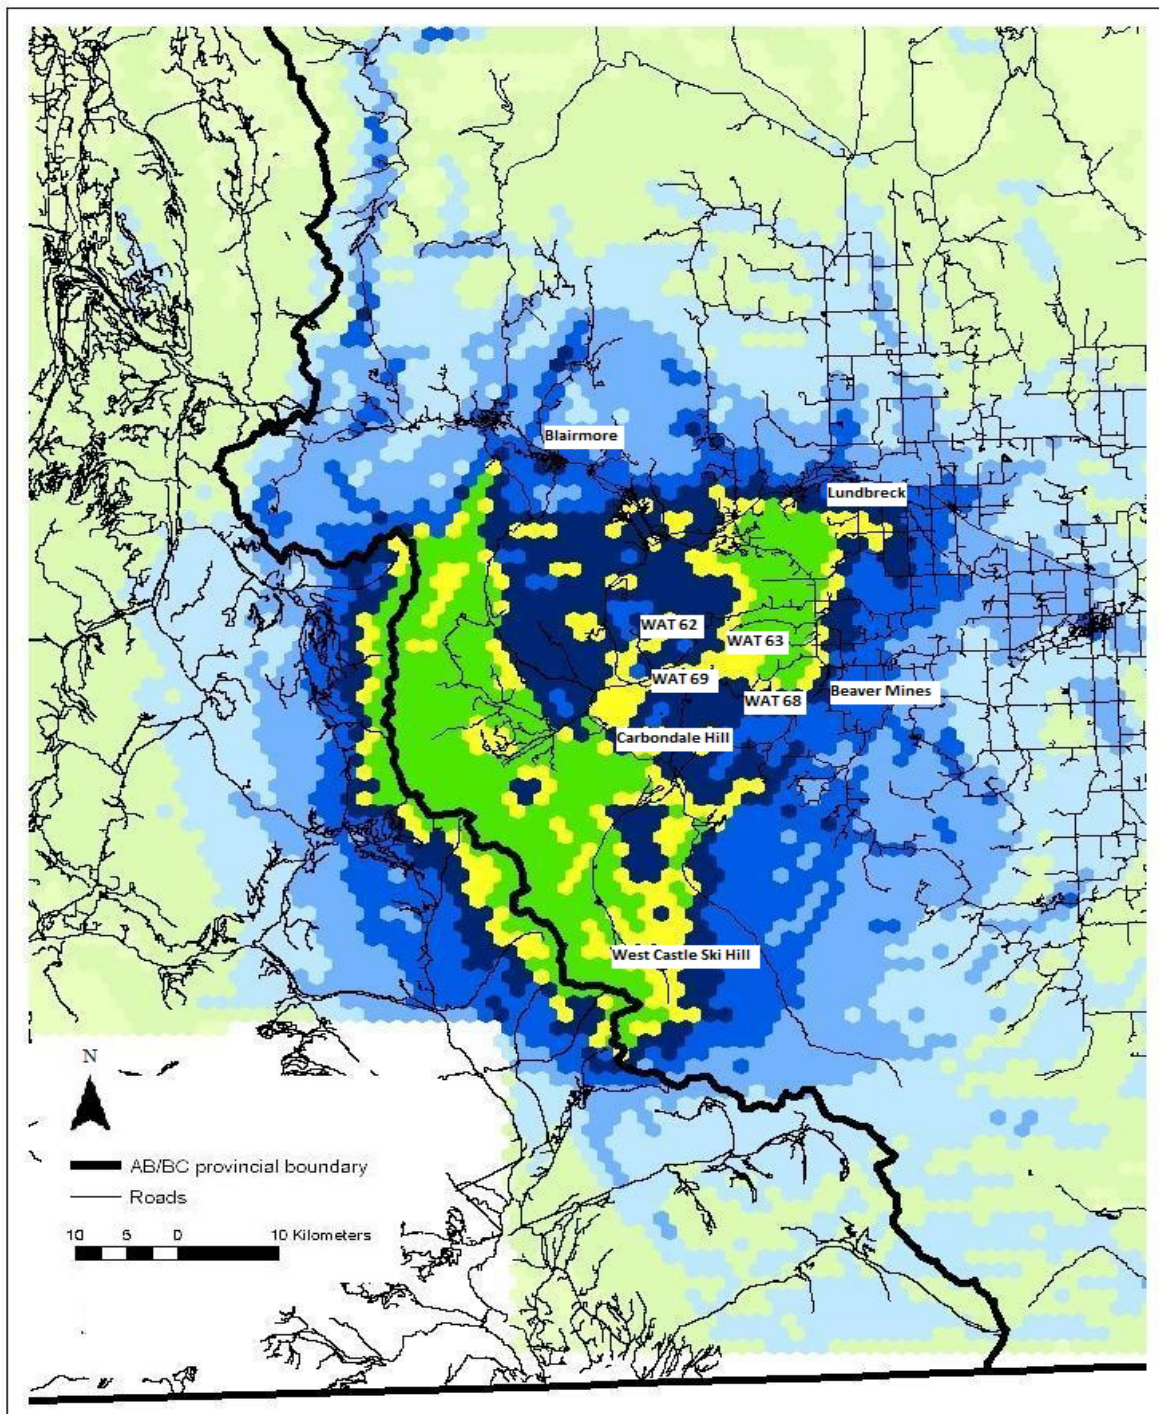 Blairmore
Lundbreck
WAT 62
WAT 63
WAT 69
WAT 68
Beaver Mines
Carbondale Hill
West Castle Ski Hill
N
AB/BC provincial boundary
Roads
10 5 0 10 Kilometers